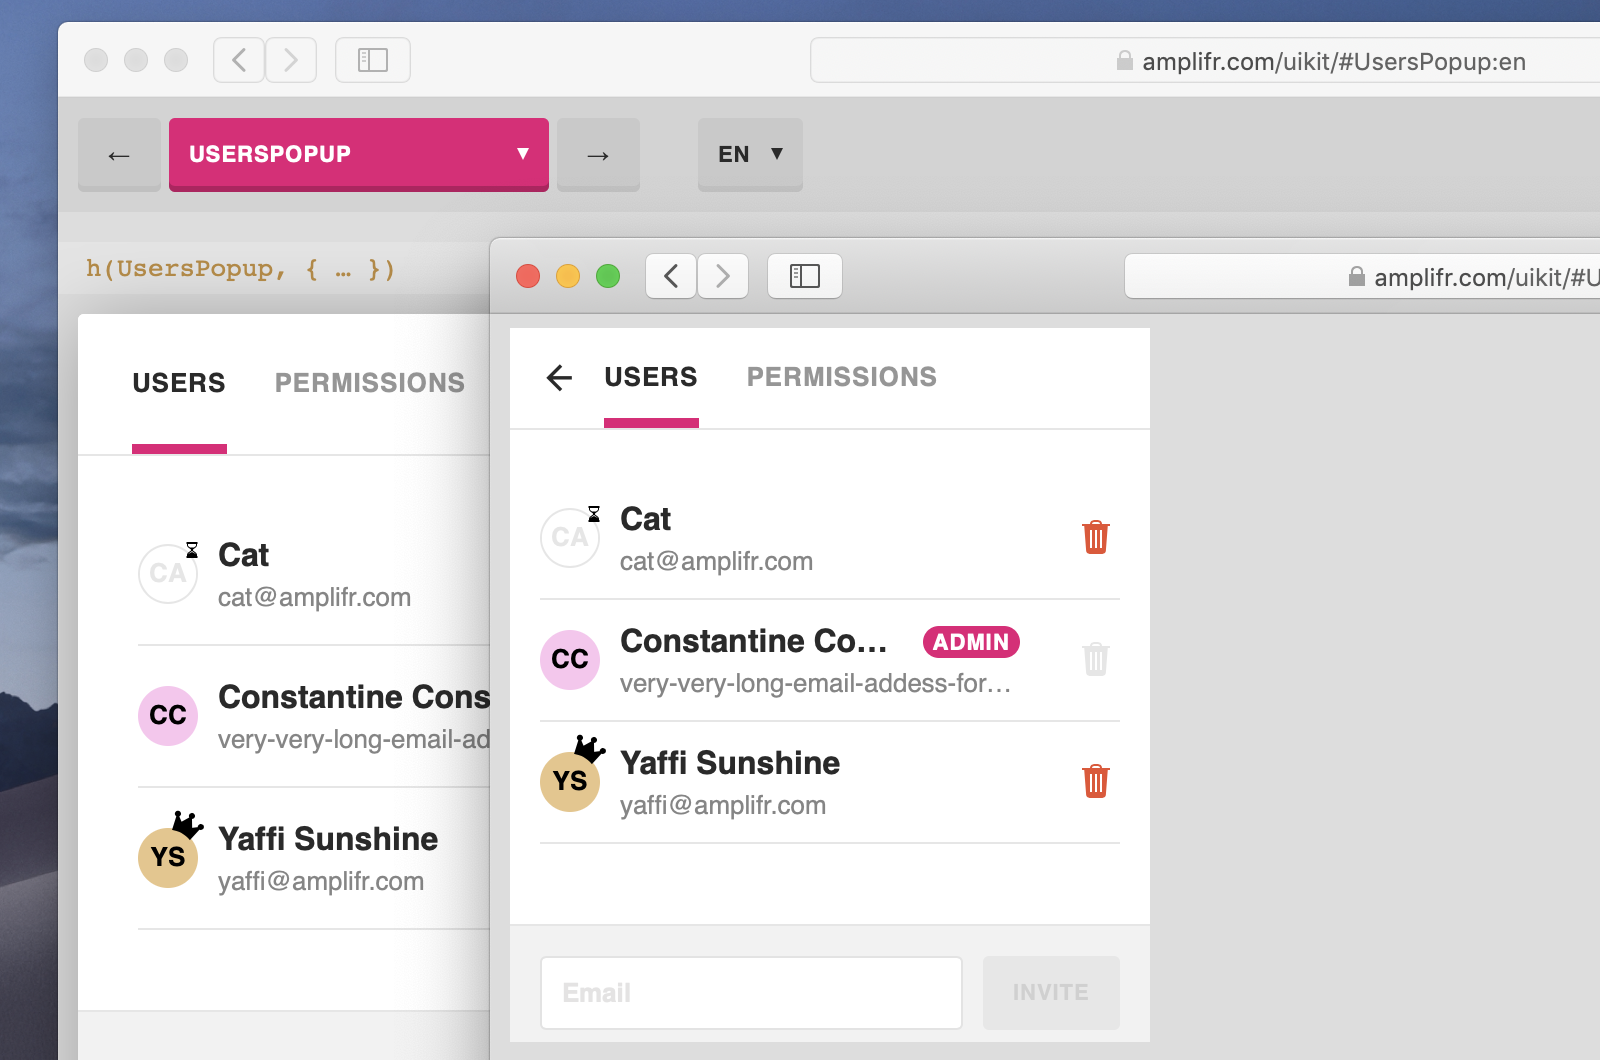 amplifr.com/uikit/#UsersPopup:en
← USERSPOPUP ▼ → EN ▼
h(UsersPopup, { … })
USERS PERMISSIONS
CA
Cat
cat@amplifr.com
CC
Constantine Cons
very-very-long-email-ad
YS
Yaffi Sunshine
yaffi@amplifr.com
amplifr.com/uikit/#U
USERS PERMISSIONS
CA
Cat
cat@amplifr.com
CC
Constantine Co… ADMIN
very-very-long-email-addess-for…
YS
Yaffi Sunshine
yaffi@amplifr.com
Email INVITE